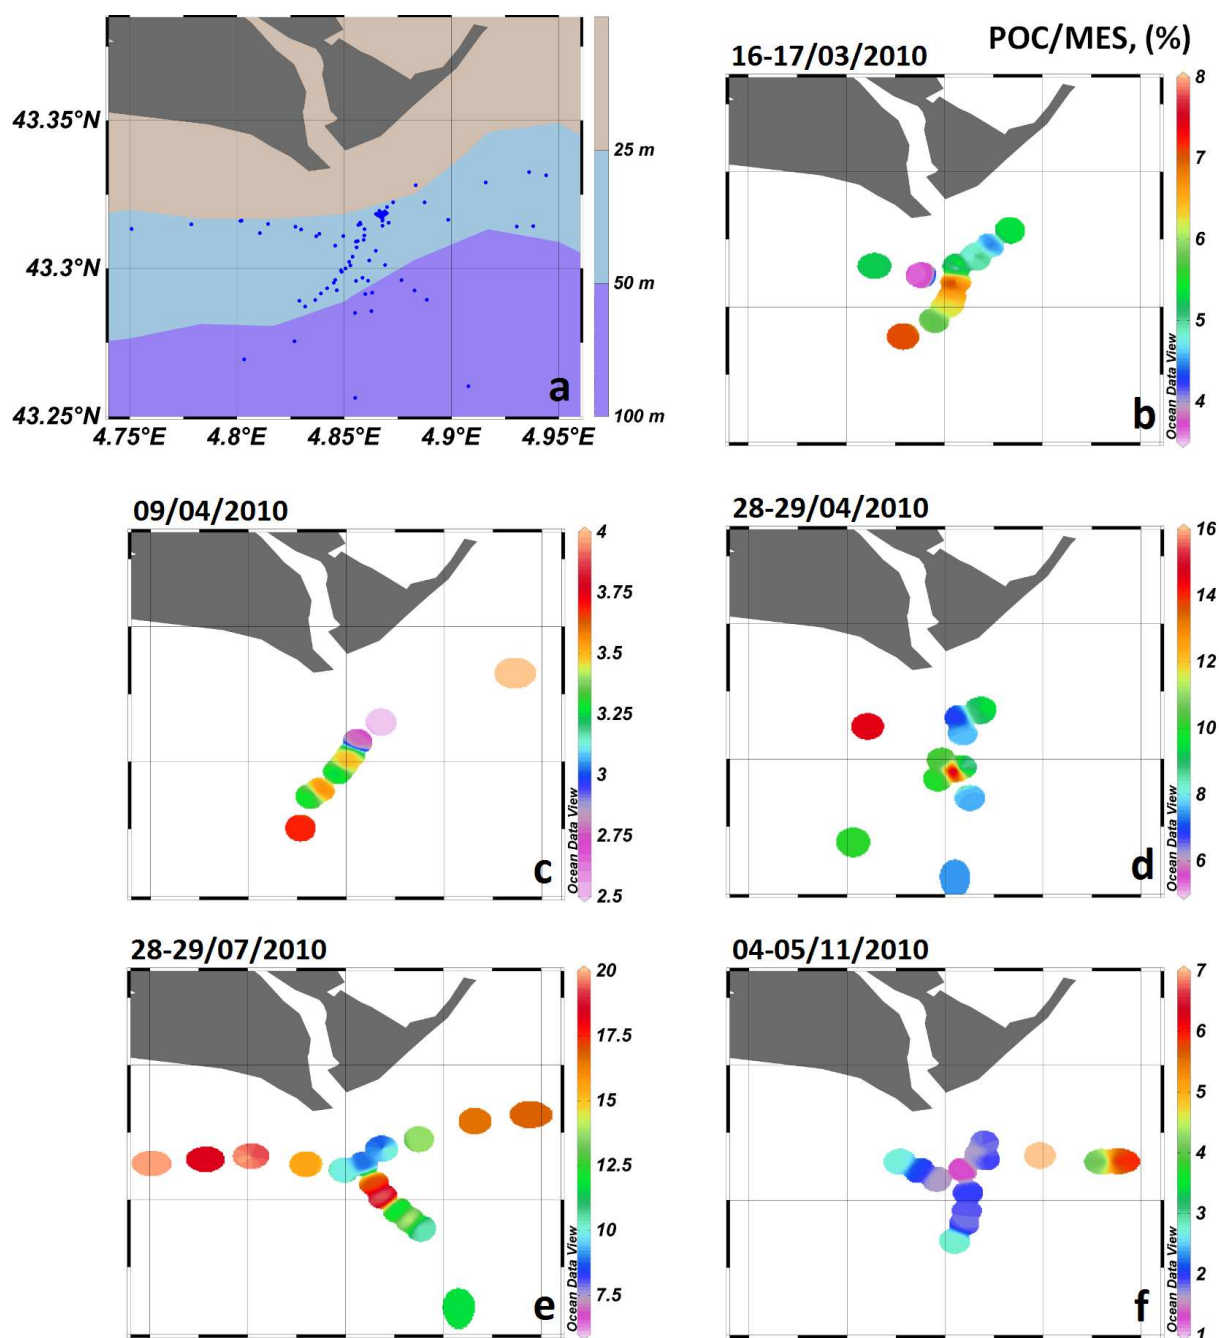 43.35°N
43.3°N
43.25°N
4.75°E 4.8°E 4.85°E 4.9°E 4.95°E
25 m
50 m
100 m
a
POC/MES, (%)
16-17/03/2010
8
7
6
5
4
Ocean Data View
b
09/04/2010
4
3.75
3.5
3.25
3
2.75
2.5
Ocean Data View
c
28-29/04/2010
16
14
12
10
8
6
Ocean Data View
d
28-29/07/2010
20
17.5
15
12.5
10
7.5
Ocean Data View
e
04-05/11/2010
7
6
5
4
3
2
1
Ocean Data View
f